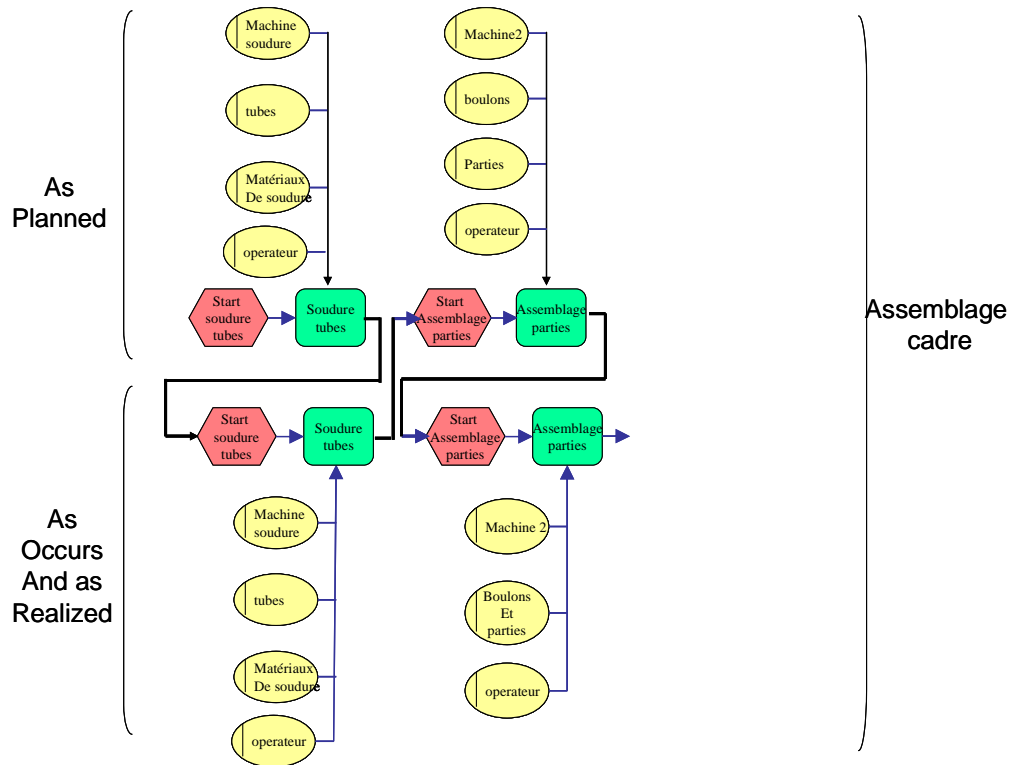 Machine
soudure
tubes
Matériaux
De soudure
operateur
Machine2
boulons
Parties
operateur
As
Planned
Start
soudure
tubes
Soudure
tubes
Start
Assemblage
parties
Assemblage
parties
Assemblage
cadre
Start
soudure
tubes
Soudure
tubes
Start
Assemblage
parties
Assemblage
parties
As
Occurs
And as
Realized
Machine
soudure
tubes
Matériaux
De soudure
operateur
Machine 2
Boulons
Et
parties
operateur